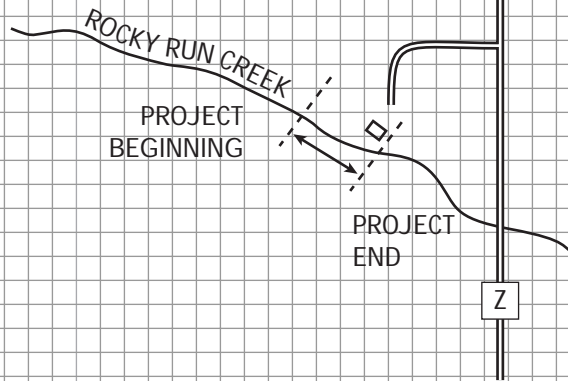 ROCKY RUN CREEK
PROJECT
BEGINNING
PROJECT
END
Z